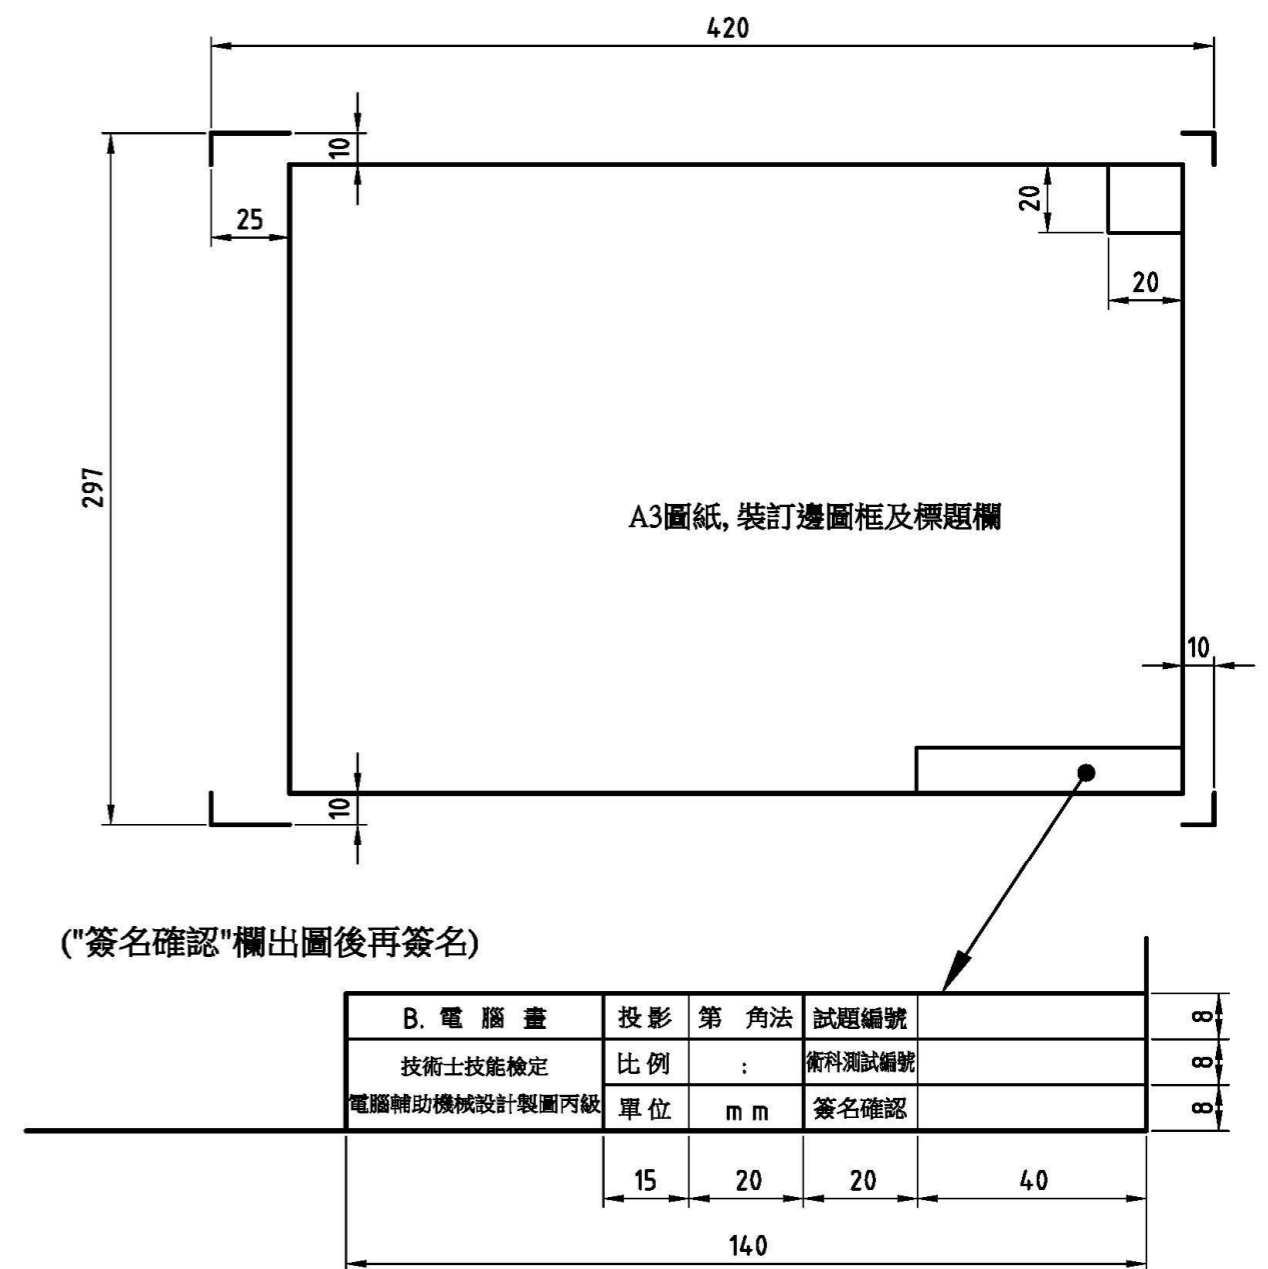 420
10
25
20
20
297
A3圖紙, 裝訂邊圖框及標題欄
10
10
("簽名確認"欄出圖後再簽名)
B. 電 腦 畫 投 影 第 角法 試題編號 8
技術士技能檢定 比 例 : 術科測試編號 8
電腦輔助機械設計製圖丙級 單 位 m m 簽名確認 8
15 20 20 40
140